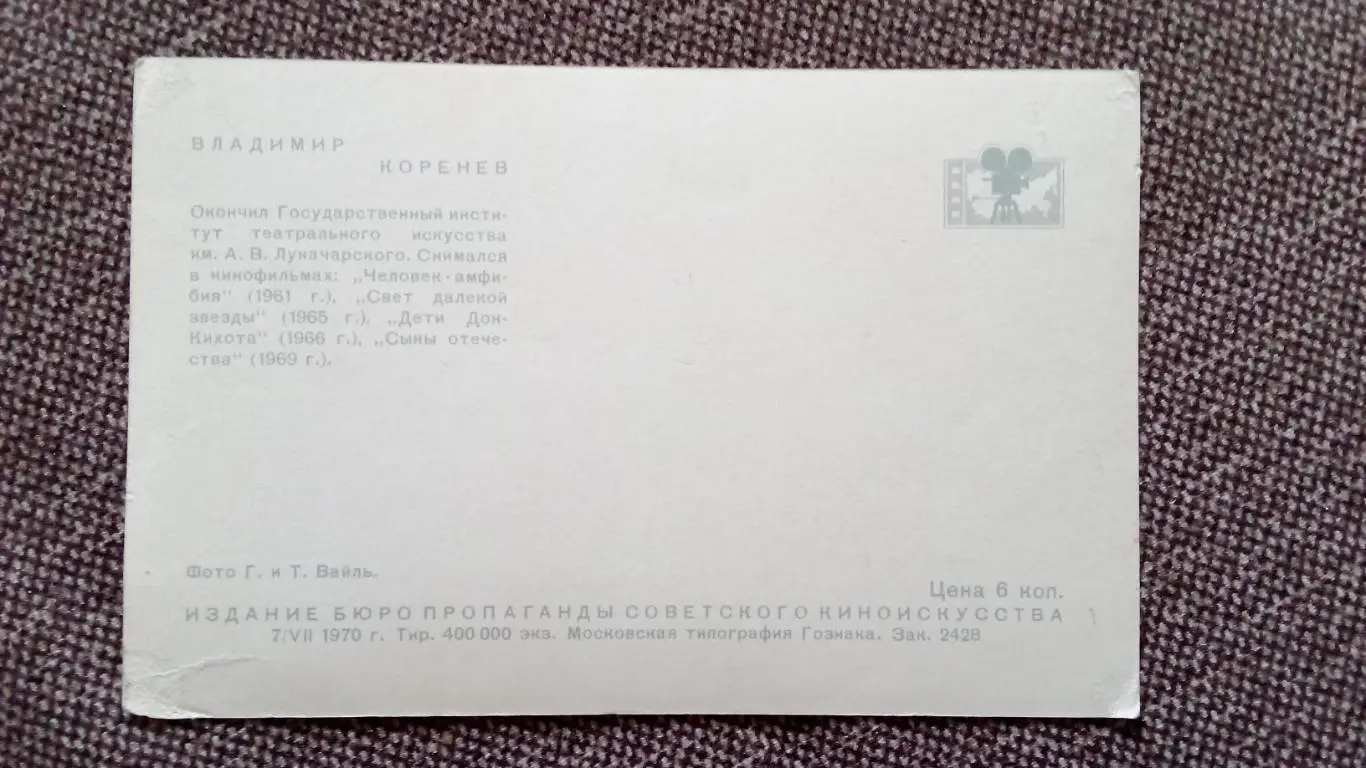 ВЛАДИМИР
КОРЕНЕВ
Окончил Государственный инсти-
тут театрального искусства
им. А. В. Луначарского. Снимался
в кинофильмах: „Человек-амфи-
бия" (1961 г.), „Свет далекой
звезды" (1965 г.), „Дети Дон-
Кихота" (1966 г.), „Сыны отече-
ства" (1969 г.).
Фото Г. и Т. Вайль.
Цена 6 коп.
ИЗДАНИЕ БЮРО ПРОПАГАНДЫ СОВЕТСКОГО КИНОИСКУССТВА
7/VII 1970 г. Тир. 400 000 экз. Московская типография Гознака. Зак. 2428